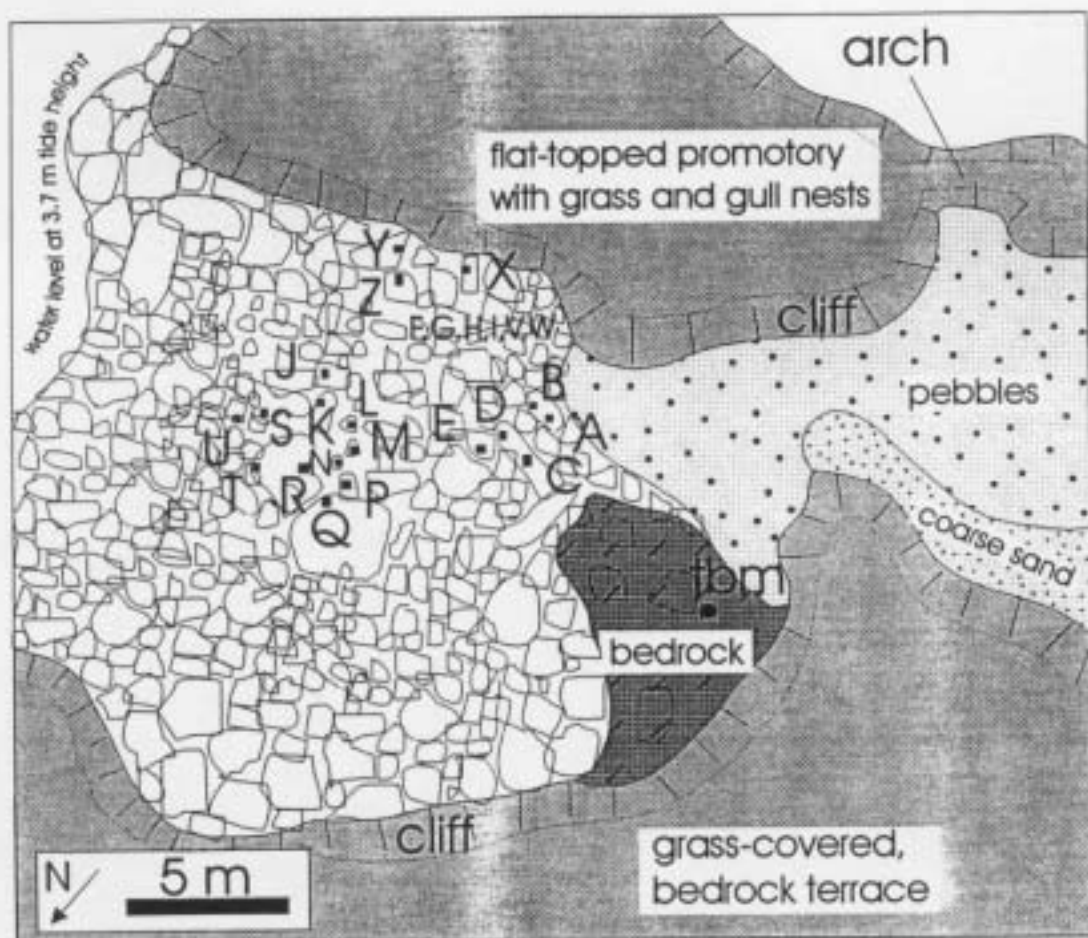 arch
water level at 3.7 m tide height
flat-topped promotory
with grass and gull nests
Y
X
Z
cliff
F,G,H,I,V,W
J
B
pebbles
L
D
S
K
E
A
U
M
N
C
T
R
P
Q
coarse sand
tbm
bedrock
cliff
grass-covered,
bedrock terrace
N
5 m